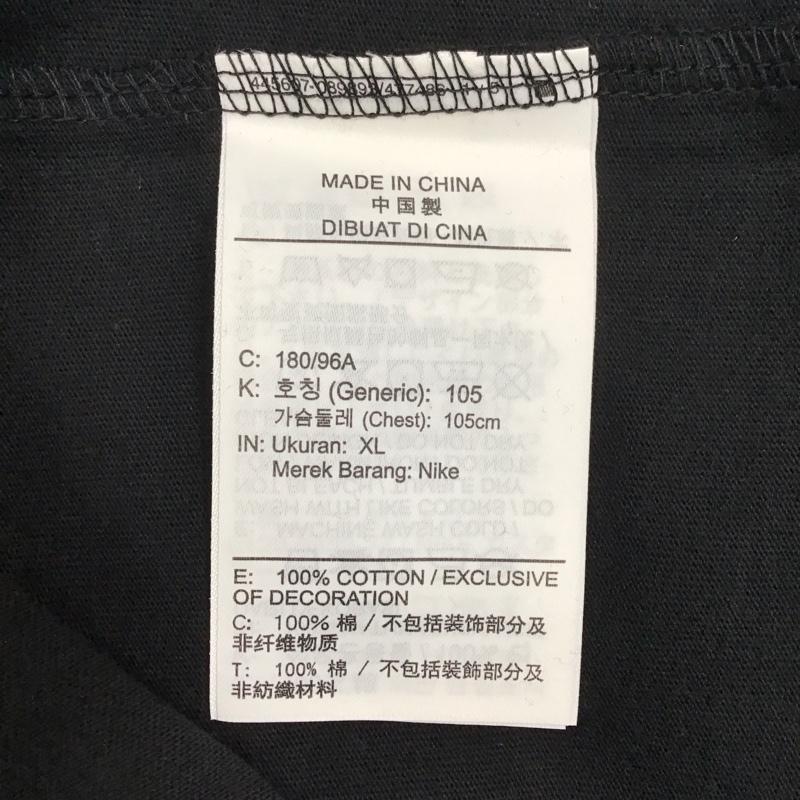 MADE IN CHINA
中国製
DIBUAT DI CINA
C: 180/96A
K: 호칭 (Generic): 105
가슴둘레 (Chest): 105cm
IN: Ukuran: XL
Merek Barang: Nike
E: 100% COTTON / EXCLUSIVE
OF DECORATION
C: 100% 棉 / 不包括装饰部分及
非纤维物质
T: 100% 棉 / 不包括裝飾部分及
非紡織材料